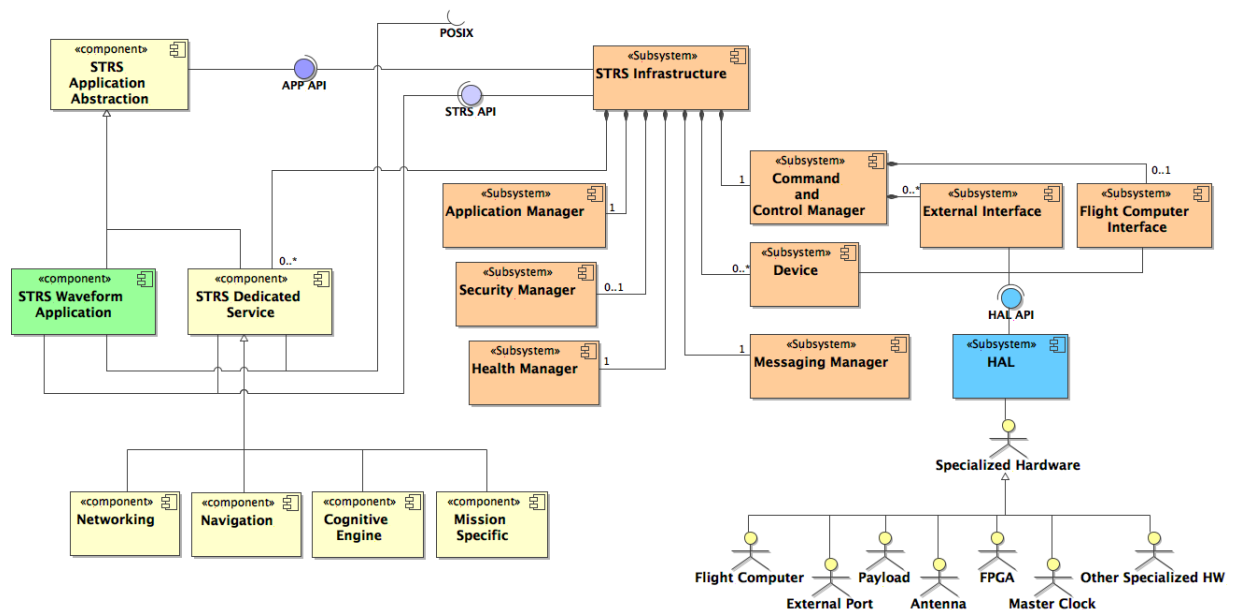 POSIX
«component»
STRS
Application
Abstraction
APP API
«Subsystem»
STRS Infrastructure
STRS API
«Subsystem»
Command
and
Control Manager
1
0..1
0..*
«Subsystem»
Application Manager
1
«Subsystem»
External Interface
«Subsystem»
Flight Computer
Interface
«component»
STRS Waveform
Application
«component»
STRS Dedicated
Service
0..*
«Subsystem»
Security Manager
0..1
«Subsystem»
Device
0..*
HAL API
«Subsystem»
Health Manager
1
«Subsystem»
Messaging Manager
1
«Subsystem»
HAL
Specialized Hardware
«component»
Networking
«component»
Navigation
«component»
Cognitive
Engine
«component»
Mission
Specific
Flight Computer
External Port
Payload
Antenna
FPGA
Master Clock
Other Specialized HW